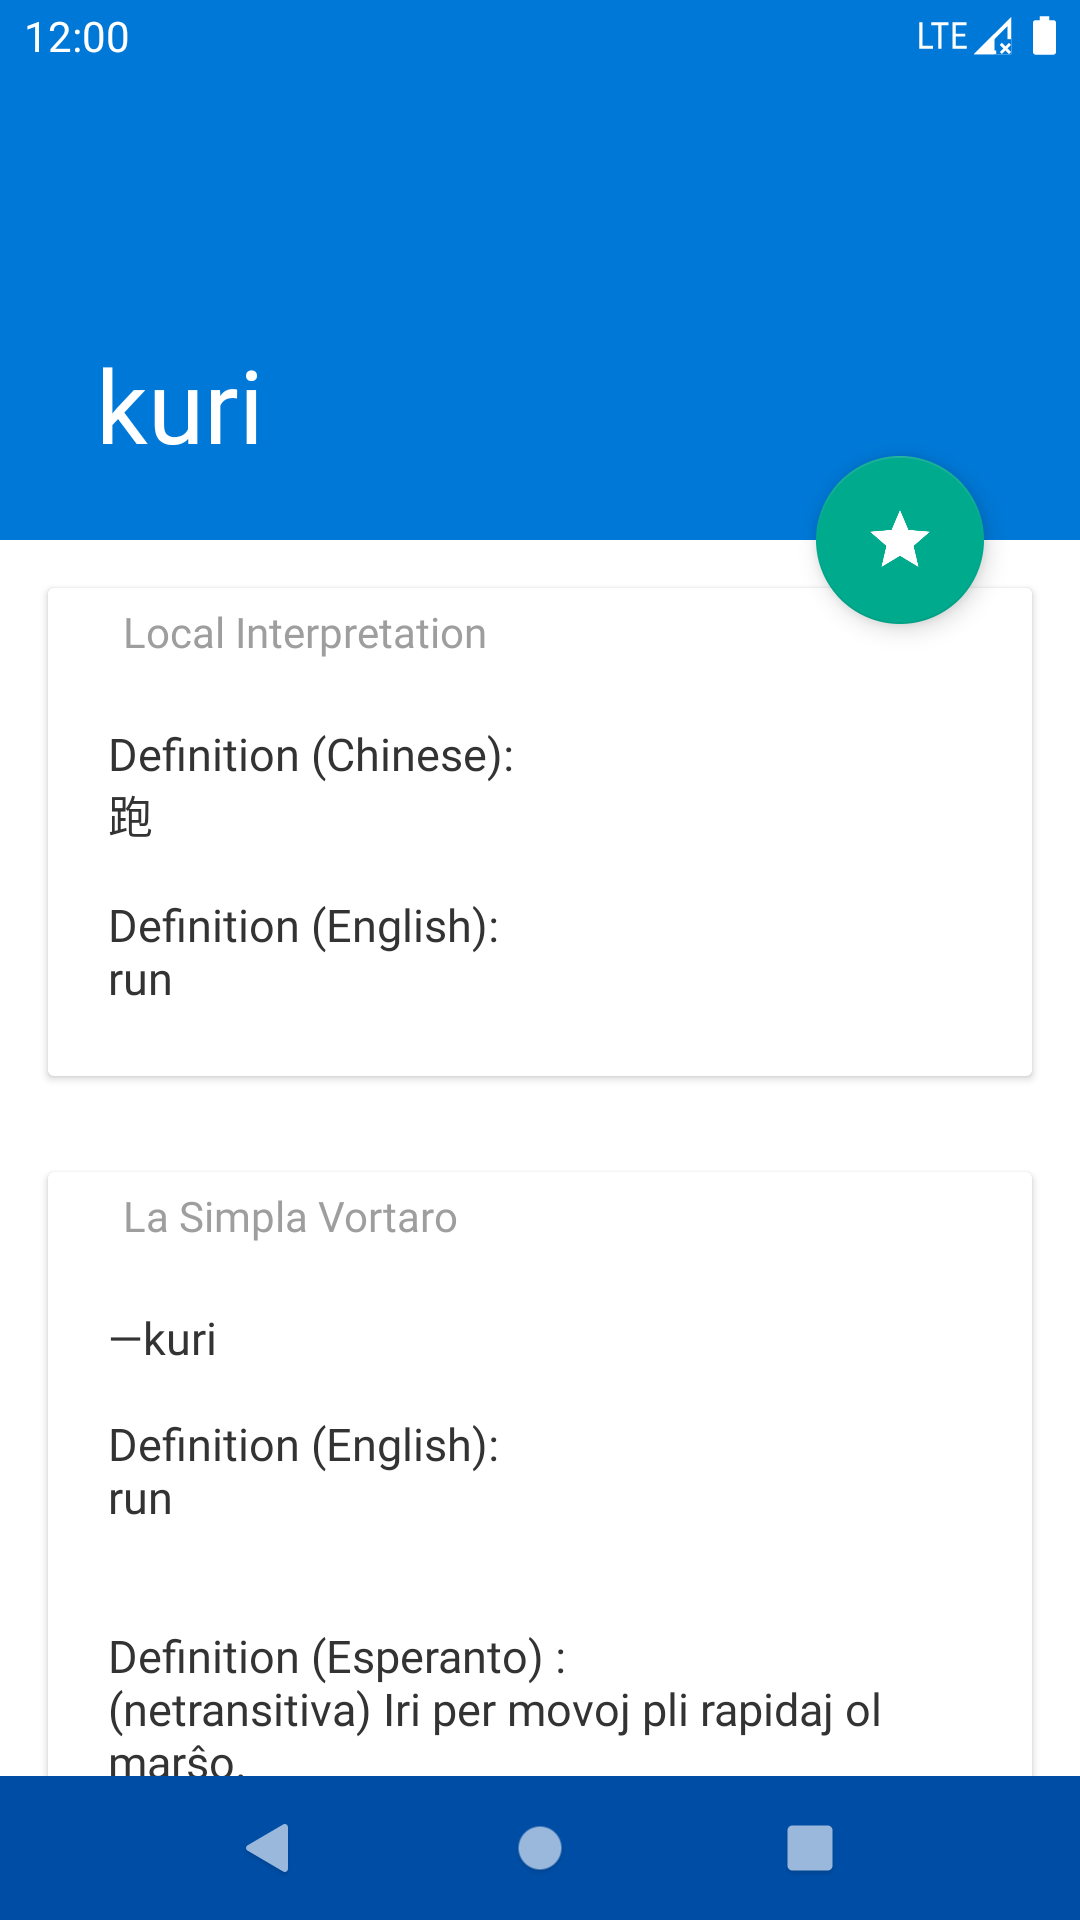 12:00
LTE
kuri
Local Interpretation
Definition (Chinese):
跑
Definition (English):
run
La Simpla Vortaro
—kuri
Definition (English):
run
Definition (Esperanto) :
(netransitiva) Iri per movoj pli rapidaj ol
marŝo.